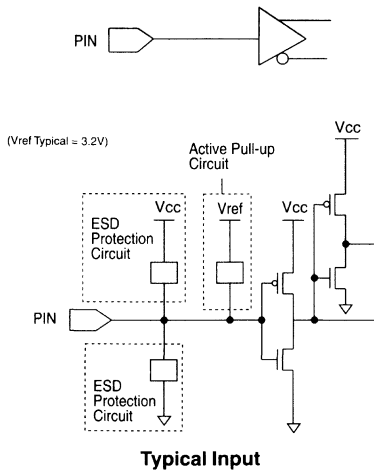 PIN
(Vref Typical = 3.2V)
Active Pull-up
Circuit
Vcc
Vcc
Vcc
Vref
ESD
Protection
Circuit
PIN
ESD
Protection
Circuit
Typical Input